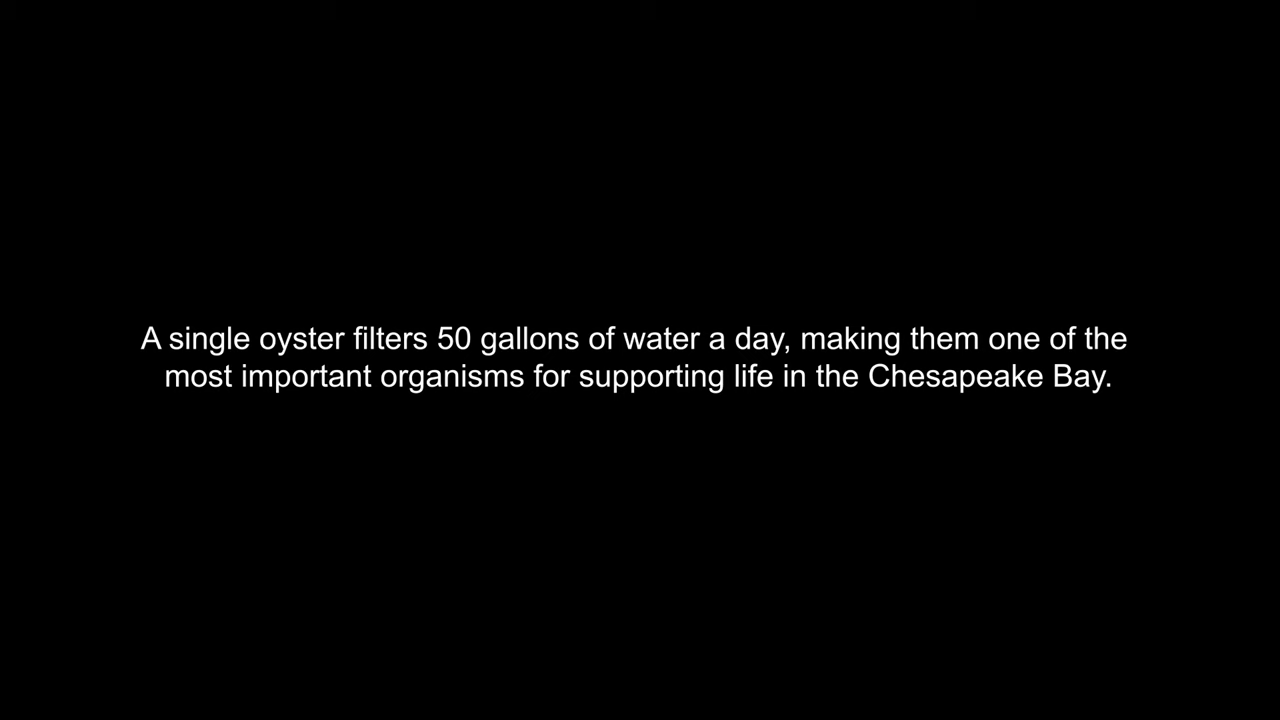 A single oyster filters 50 gallons of water a day, making them one of the
most important organisms for supporting life in the Chesapeake Bay.